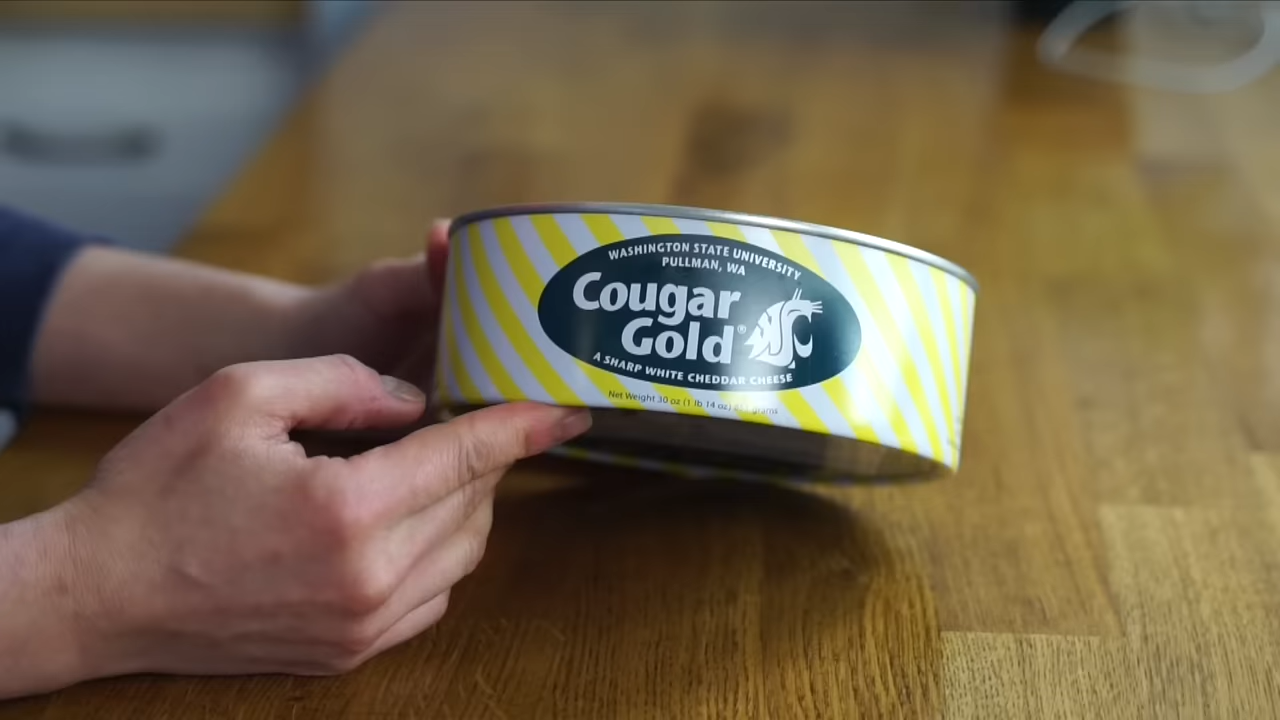 WASHINGTON STATE UNIVERSITY
PULLMAN, WA
Cougar
Gold®
A SHARP WHITE CHEDDAR CHEESE
Net Weight 30 oz (1 lb 14 oz) grams